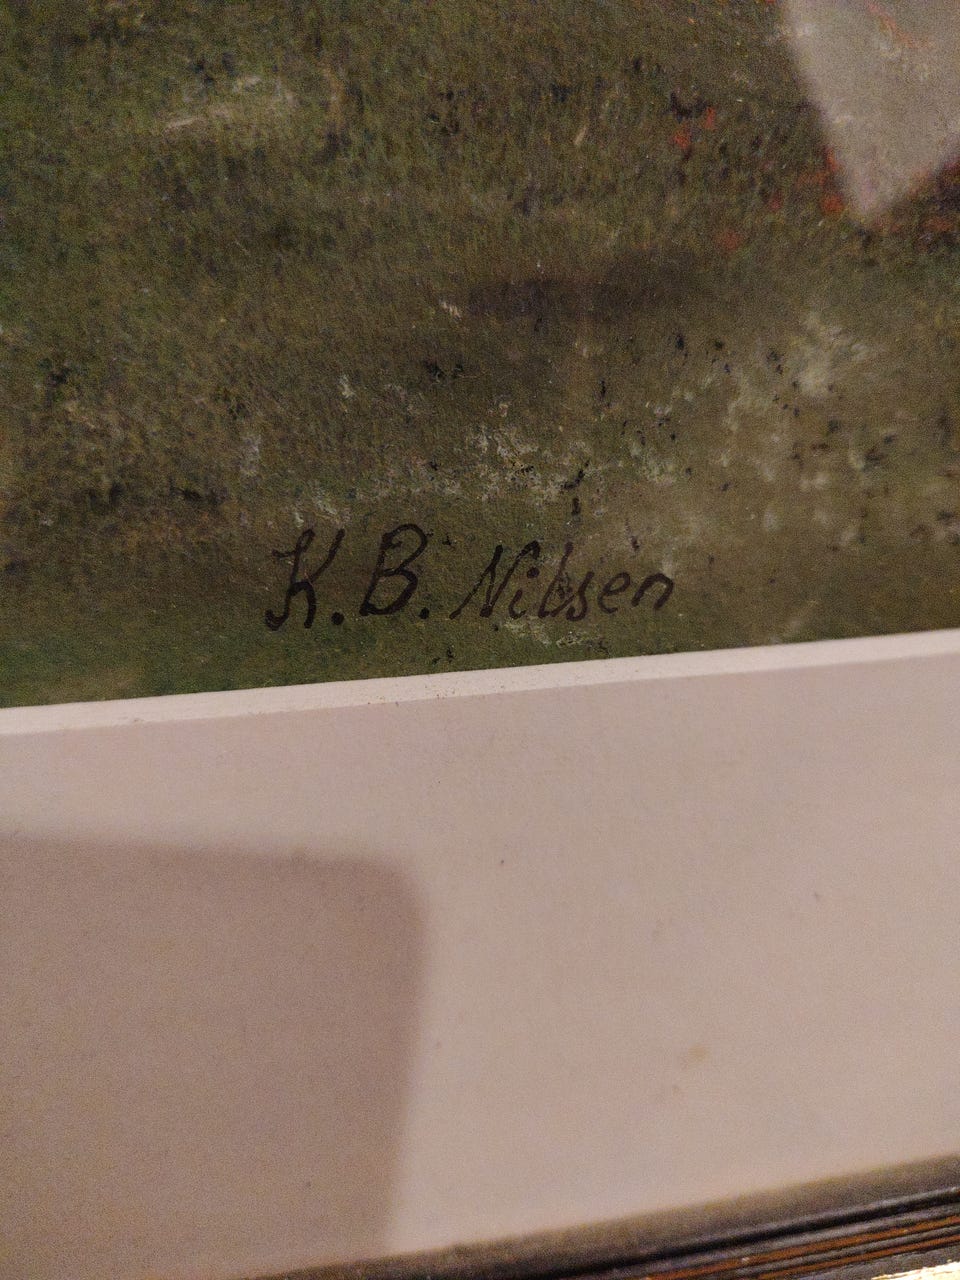 K. B. Nilsen